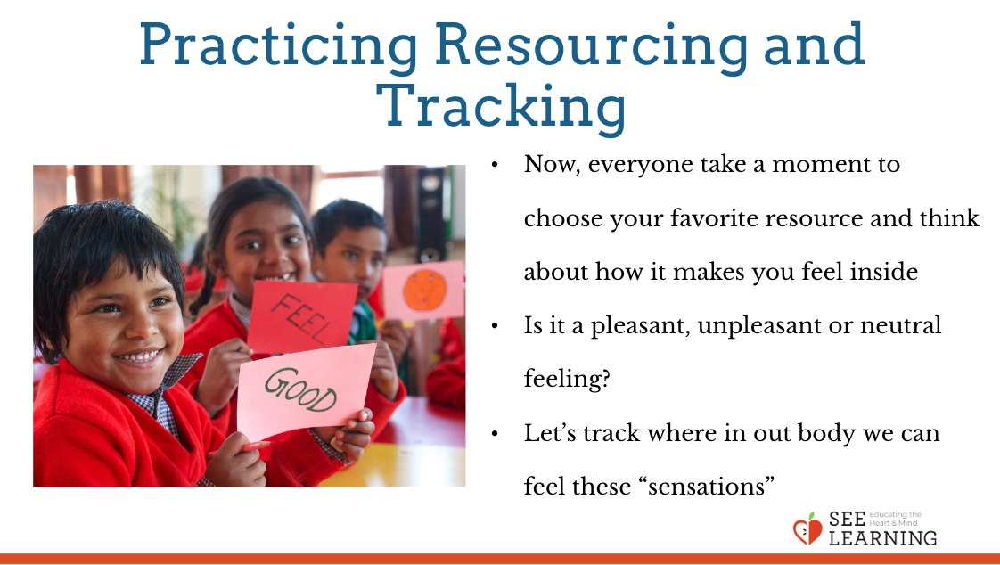 Practicing Resourcing and
Tracking
• Now, everyone take a moment to
choose your favorite resource and think
about how it makes you feel inside
• Is it a pleasant, unpleasant or neutral
feeling?
• Let’s track where in out body we can
feel these “sensations”
FEEL
GOOD
SEE Educating the
Heart & Mind
LEARNING